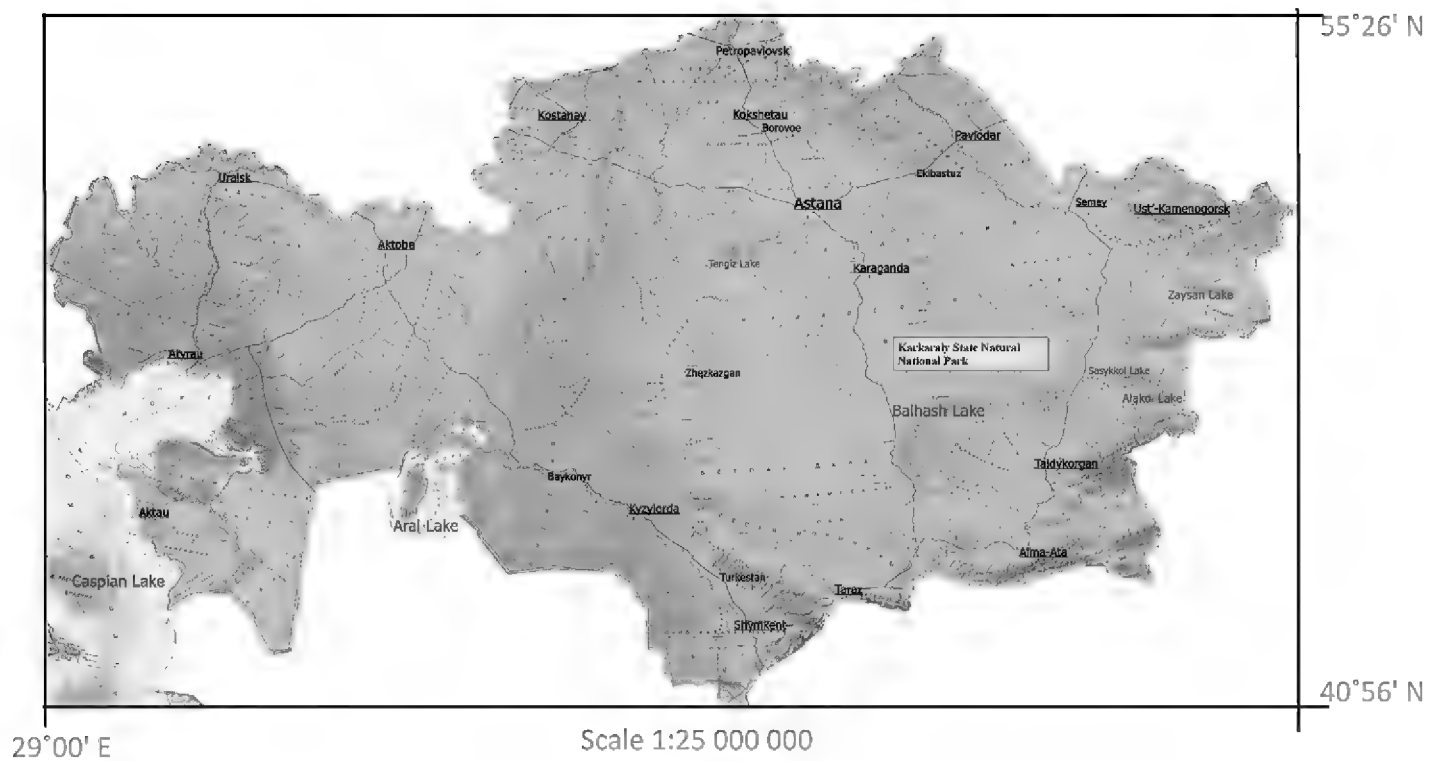 55°26' N
Petropavlovsk
Kostanay
Kokshetau
Borovoe
Pavlodar
Uralsk
Ekibastuz
Astana
Semey
Ust'-Kamenogorsk
Aktobe
Tengiz Lake
Karaganda
Zaysan Lake
Karkaraly State Natural
National Park
Atyrau
Zhezkazgan
Sasykkol Lake
Alakol Lake
Balhash Lake
Taldykorgan
Baykonyr
Kyzylorda
Aktau
Aral Lake
Alma-Ata
Caspian Lake
Turkestan
Taraz
Shymkent
40°56' N
29°00' E
Scale 1:25 000 000